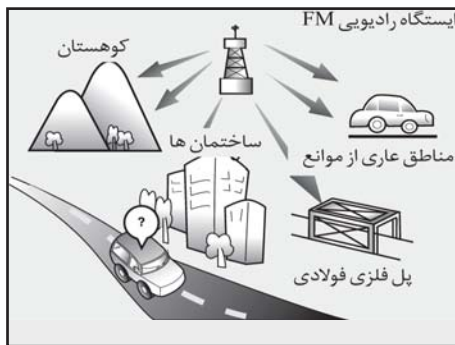 ایستگاه رادیویی FM
کوهستان
ساختمان ها
مناطق عاری از موانع
?
پل فلزی فولادی